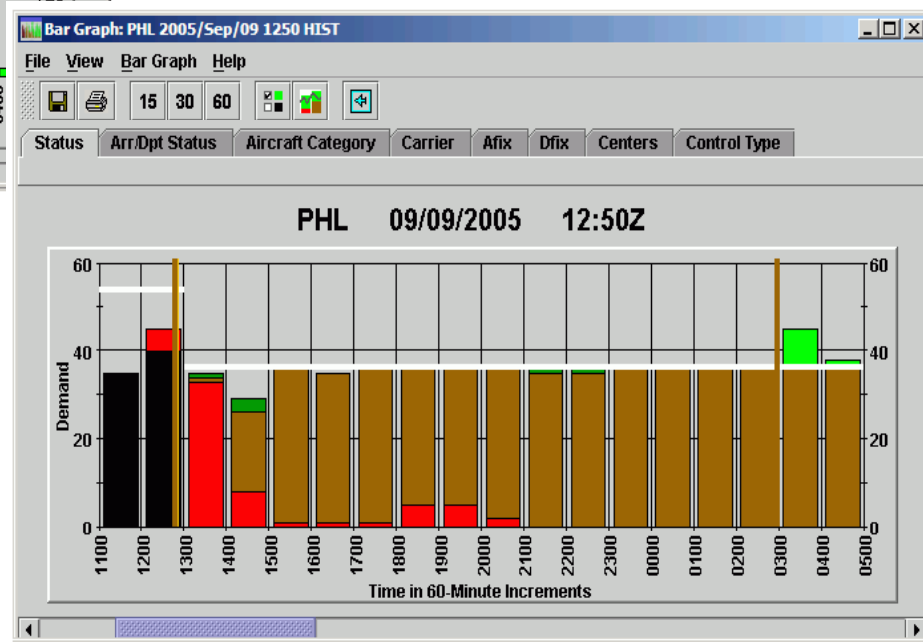 Bar Graph: PHL 2005/Sep/09 1250 HIST
File View Bar Graph Help
15 30 60
Status Arr/Dpt Status Aircraft Category Carrier Afix Dfix Centers Control Type
PHL 09/09/2005 12:50Z
60 60
40 40
Demand
20 20
0 0
1100 1200 1300 1400 1500 1600 1700 1800 1900 2000 2100 2200 2300 0000 0100 0200 0300 0400 0500
Time in 60-Minute Increments